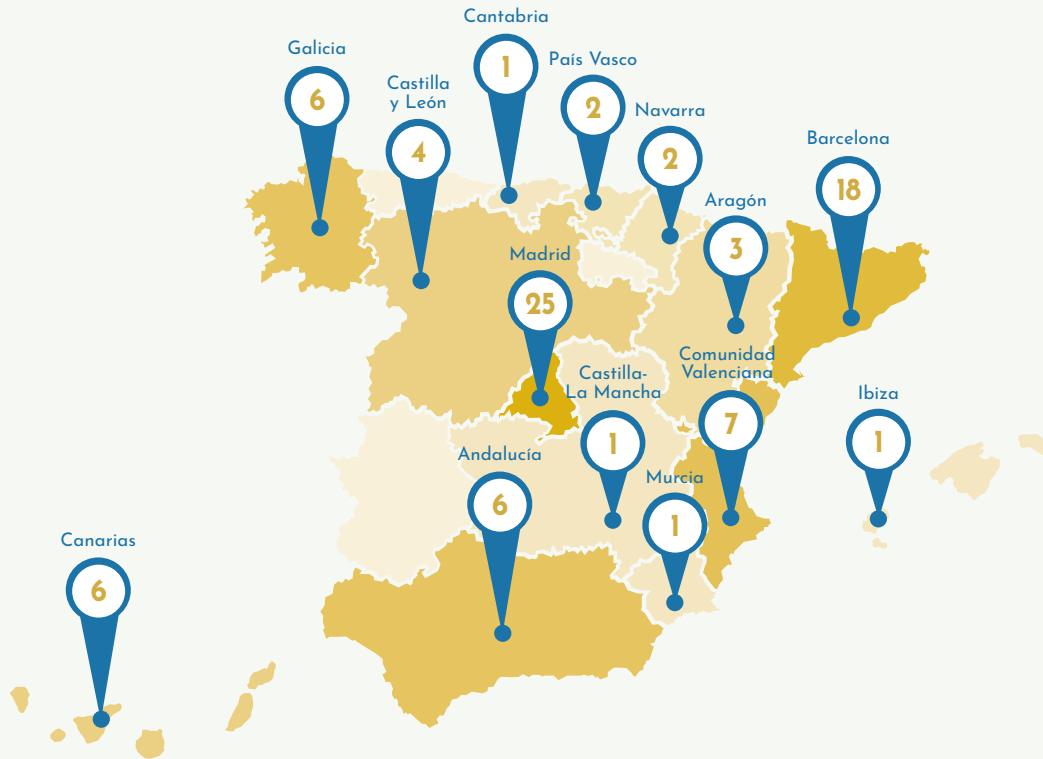 Cantabria
1
Galicia
6
País Vasco
2
Castilla
y León
4
Navarra
2
Barcelona
18
Aragón
3
Madrid
25
Comunidad
Valenciana
7
Castilla-
La Mancha
1
Ibiza
1
Andalucía
6
Murcia
1
Canarias
6